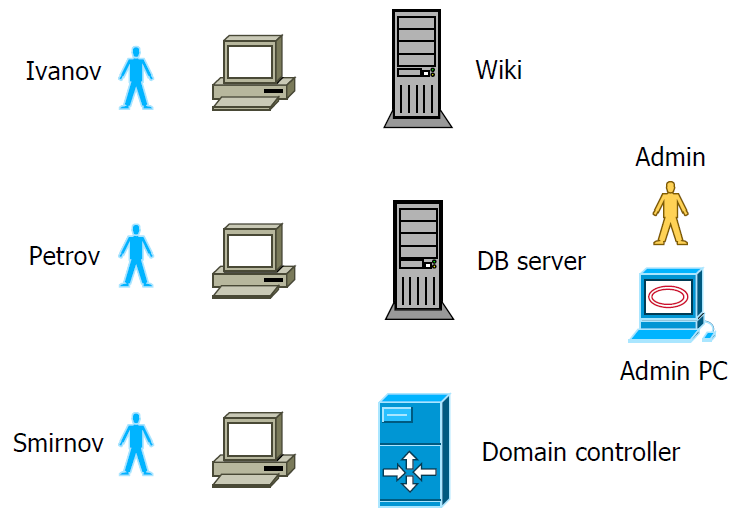 Ivanov
Wiki
Admin
Petrov
DB server
Admin PC
Smirnov
Domain controller